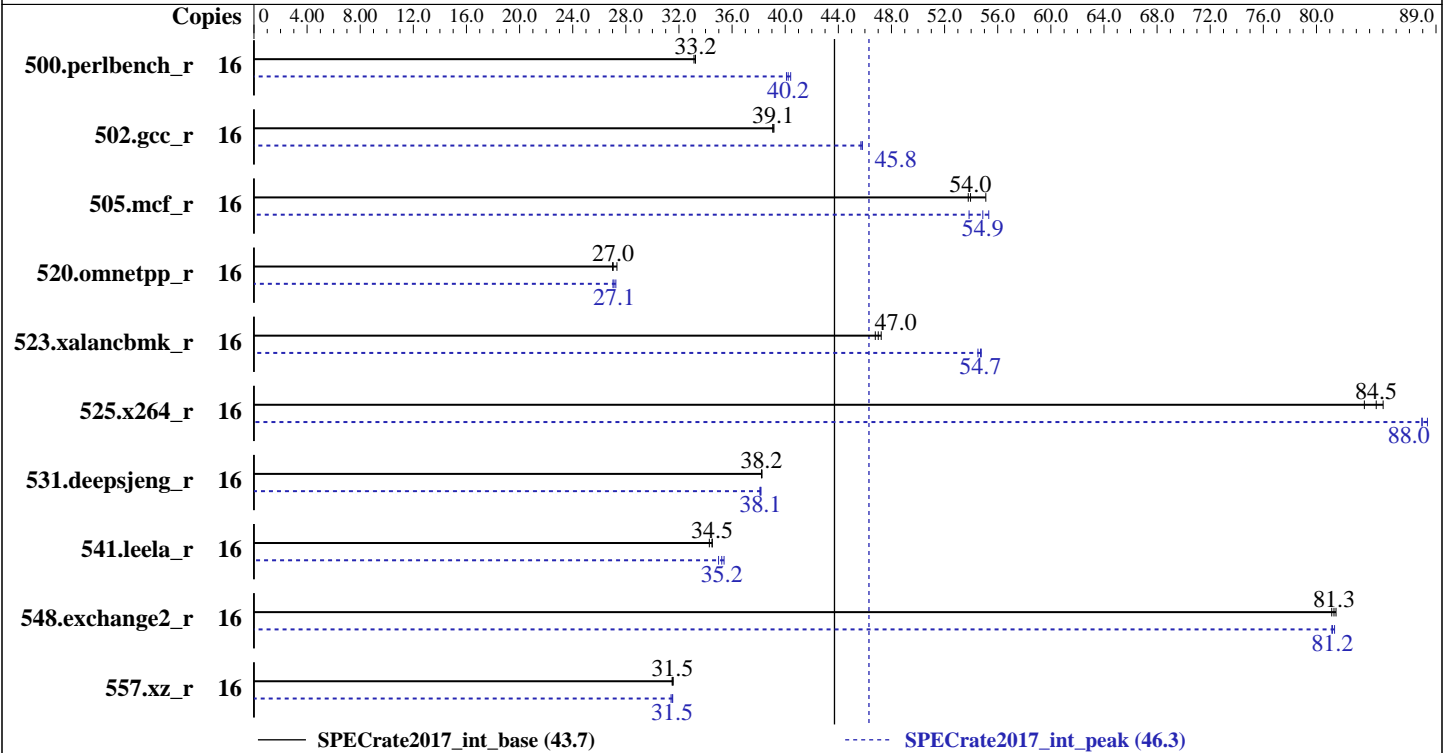 Copies 0 4.00 8.00 12.0 16.0 20.0 24.0 28.0 32.0 36.0 40.0 44.0 48.0 52.0 56.0 60.0 64.0 68.0 72.0 76.0 80.0 89.0
500.perlbench_r 16 33.2
40.2
502.gcc_r 16 39.1
45.8
505.mcf_r 16 54.0
54.9
520.omnetpp_r 16 27.0
27.1
523.xalancbmk_r 16 47.0
54.7
525.x264_r 16 84.5
88.0
531.deepsjeng_r 16 38.2
38.1
541.leela_r 16 34.5
35.2
548.exchange2_r 16 81.3
81.2
557.xz_r 16 31.5
31.5
SPECrate2017_int_base (43.7) SPECrate2017_int_peak (46.3)